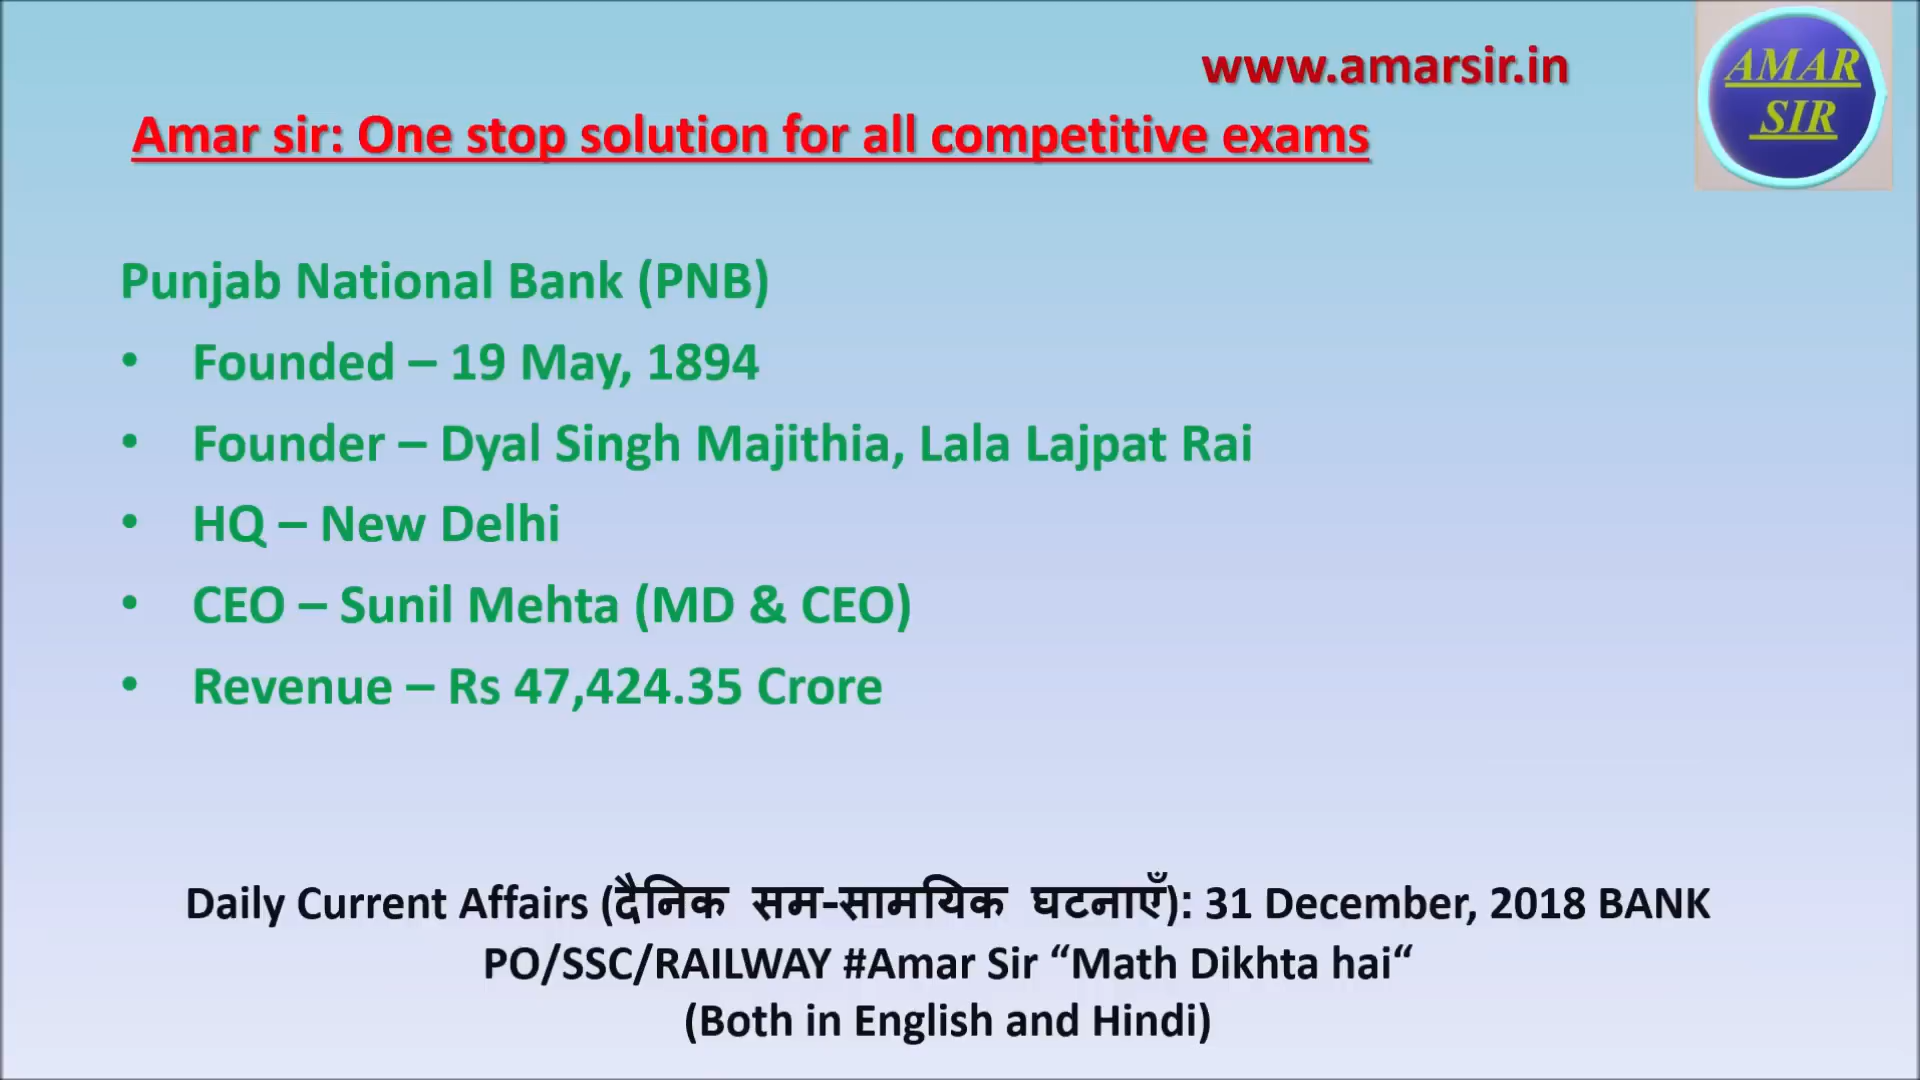 www.amarsir.in
AMAR
SIR
Amar sir: One stop solution for all competitive exams
Punjab National Bank (PNB)
• Founded – 19 May, 1894
• Founder – Dyal Singh Majithia, Lala Lajpat Rai
• HQ – New Delhi
• CEO – Sunil Mehta (MD & CEO)
• Revenue – Rs 47,424.35 Crore
Daily Current Affairs (दैनिक सम-सामयिक घटनाएँ): 31 December, 2018 BANK
PO/SSC/RAILWAY #Amar Sir “Math Dikhta hai“
(Both in English and Hindi)